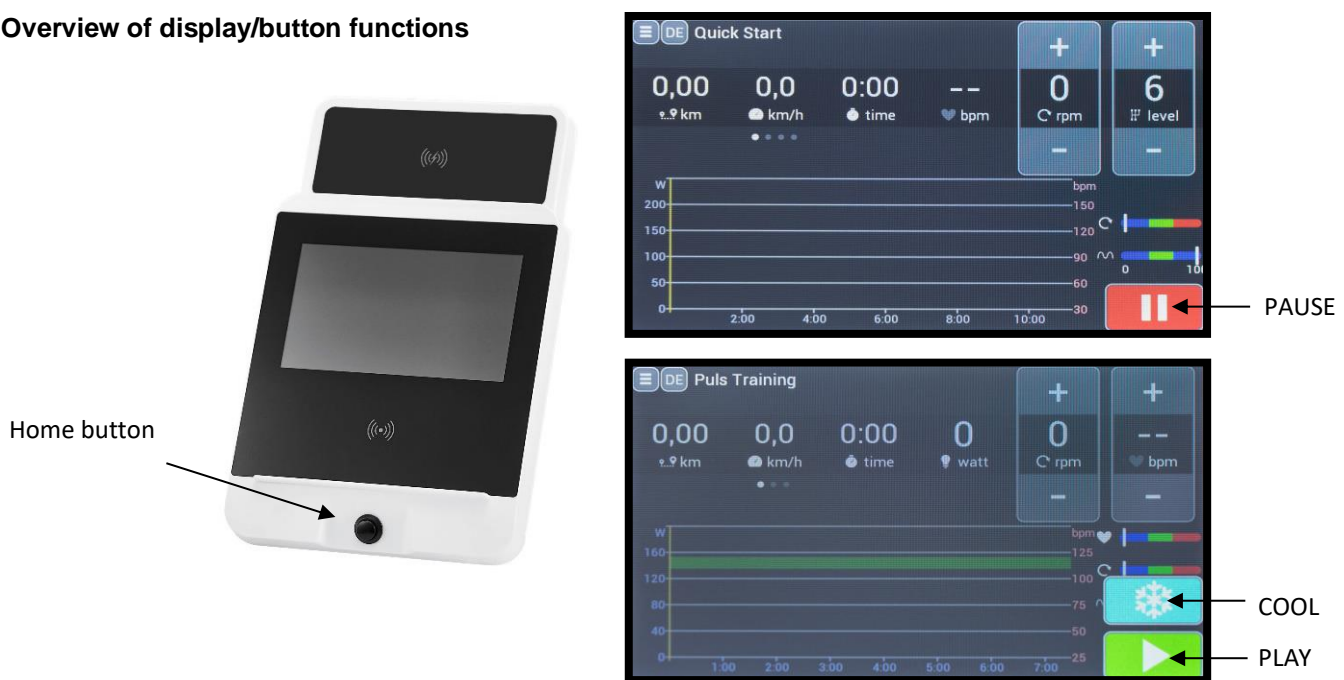 Overview of display/button functions
Home button
DE Quick Start
0,00 0,0 0:00 -- 0 6
km km/h time bpm rpm level
+ +
- -
W bpm
200 150
150 120
100 90
50 60
0 30
2:00 4:00 6:00 8:00 10:00
0 10
PAUSE
DE Puls Training
+ +
0,00 0,0 0:00 0 0 --
km km/h time watt rpm bpm
- -
W bpm
160 125
120 100
80 75
40 50
0 25
1:00 2:00 3:00 4:00 5:00 6:00 7:00
COOL
PLAY